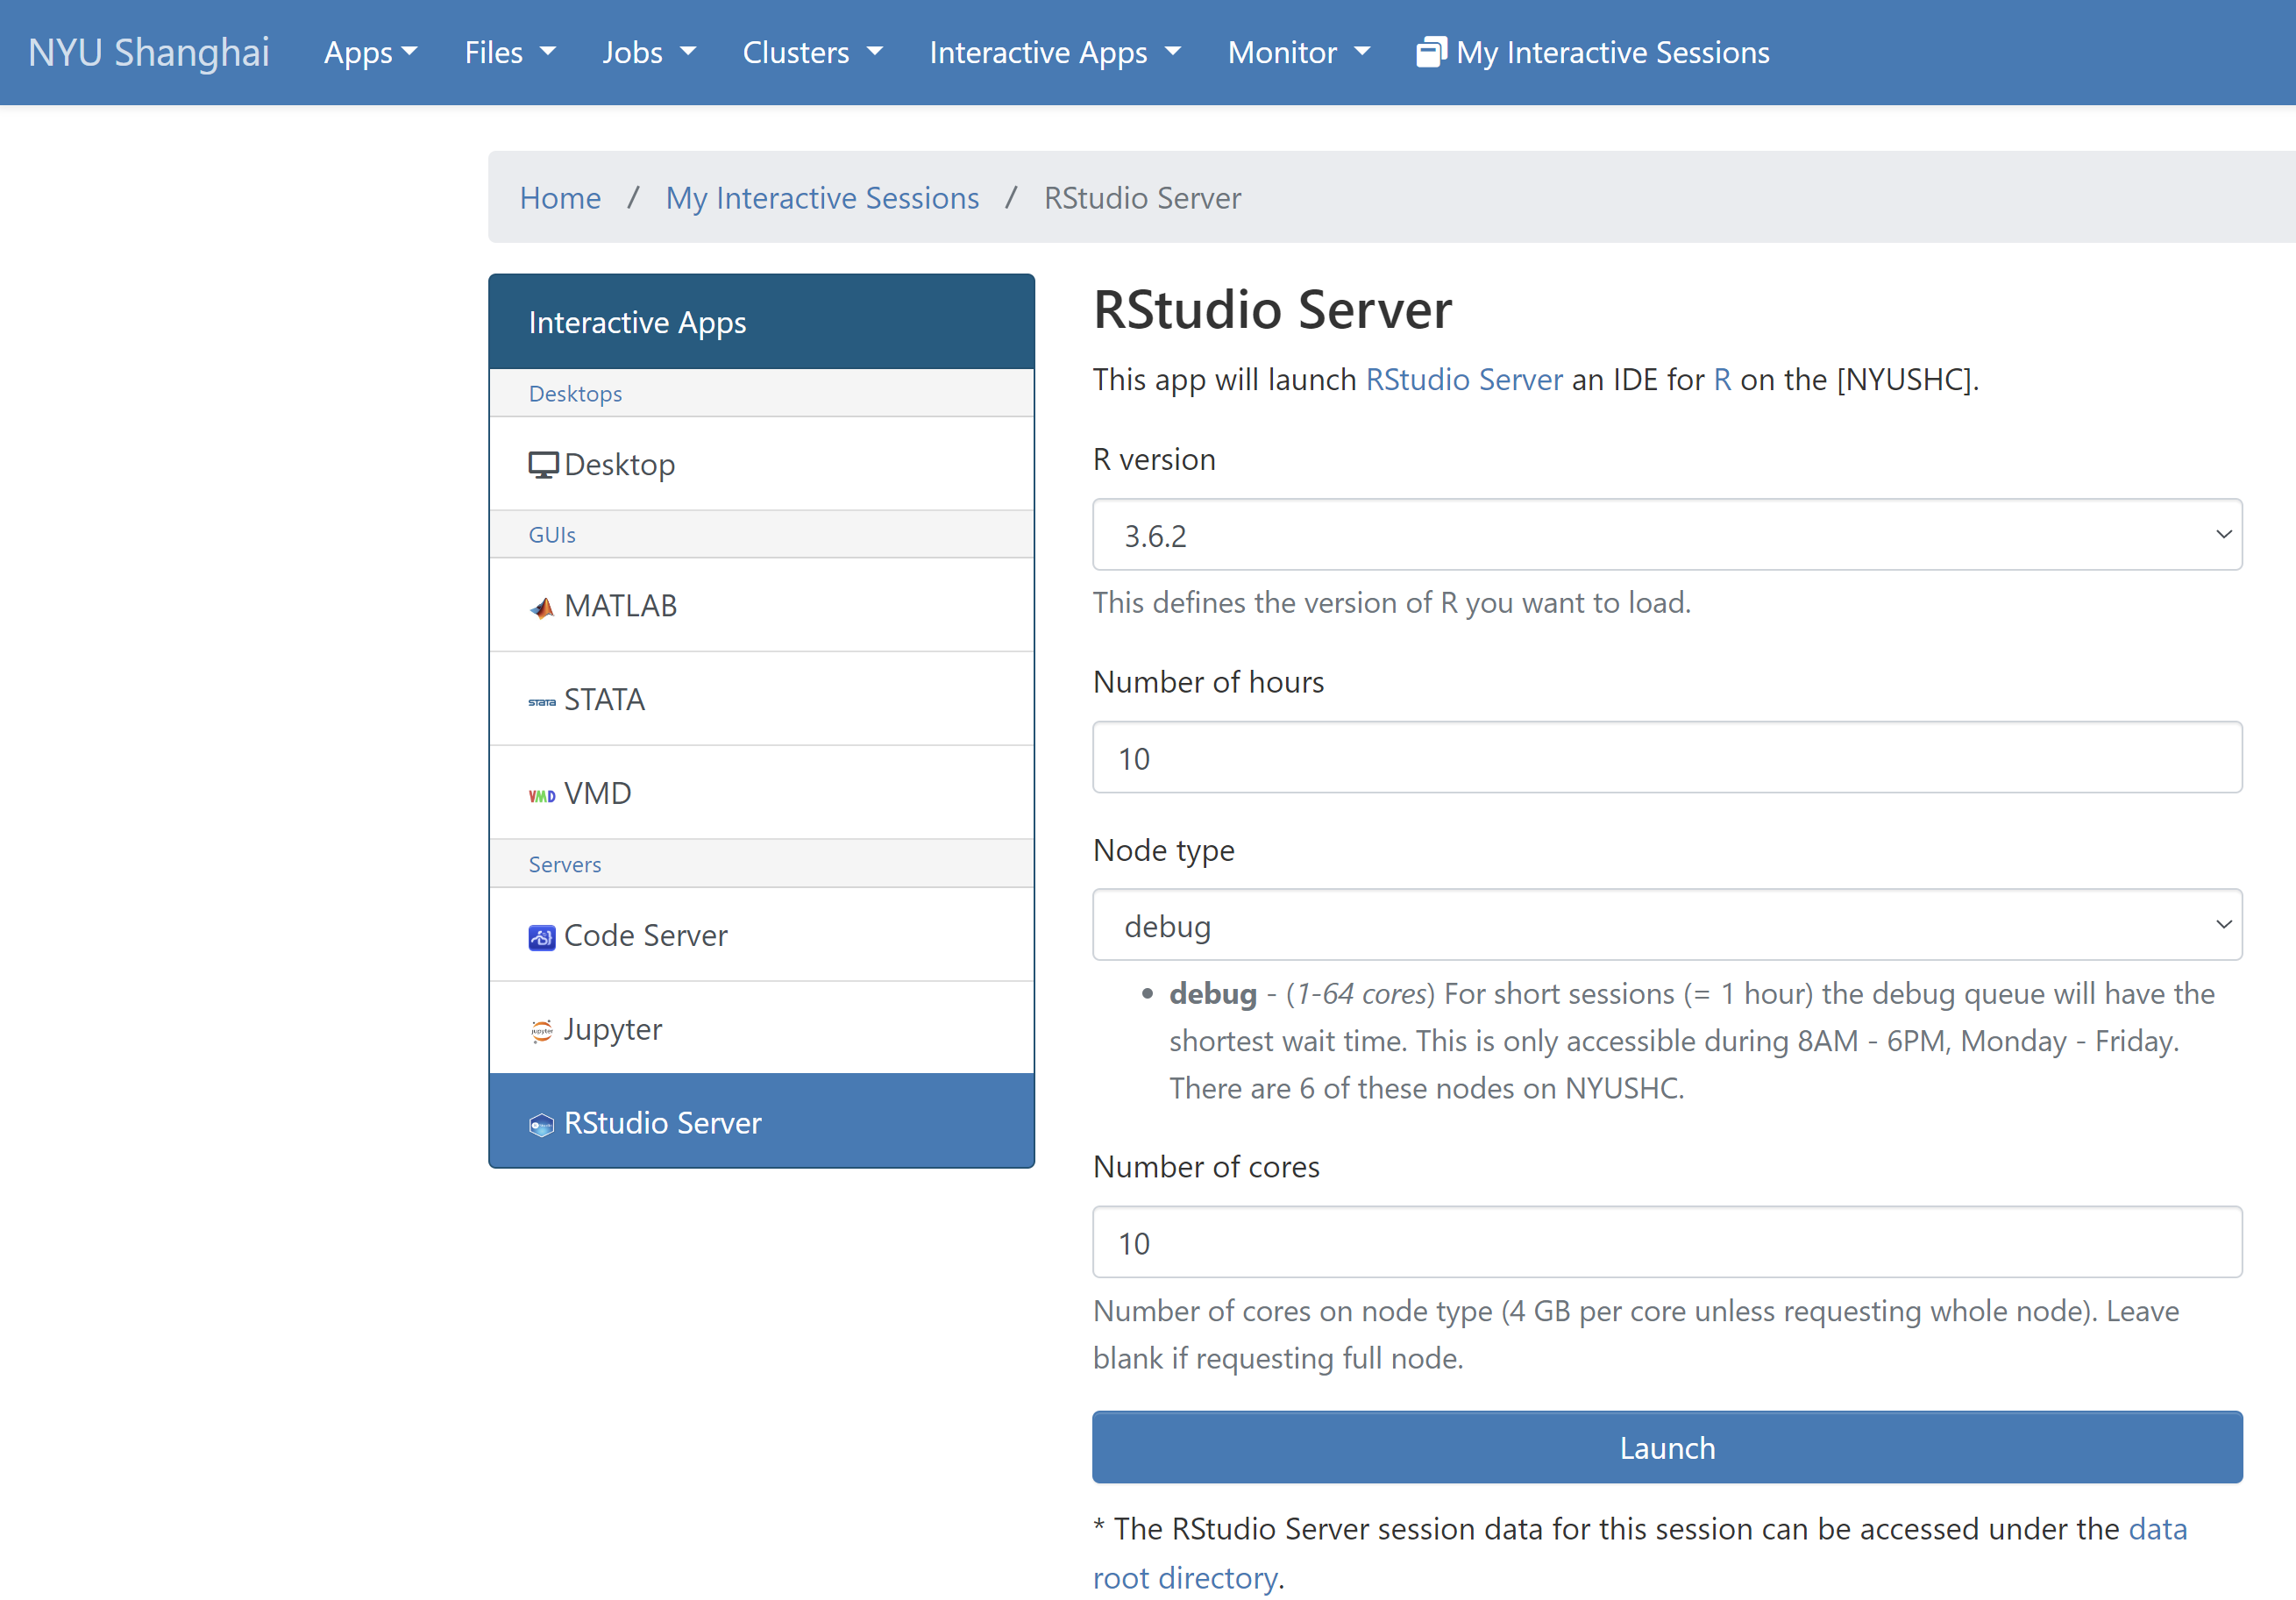 NYU Shanghai Apps Files Jobs Clusters Interactive Apps Monitor My Interactive Sessions
Home / My Interactive Sessions / RStudio Server
Interactive Apps
Desktops
Desktop
GUIs
MATLAB
STATA STATA
VMD VMD
Servers
Code Server
Jupyter Jupyter
RStudio Server
RStudio Server
This app will launch RStudio Server an IDE for R on the [NYUSHC].
R version
3.6.2
This defines the version of R you want to load.
Number of hours
10
Node type
debug
• debug - (1-64 cores) For short sessions (= 1 hour) the debug queue will have the
shortest wait time. This is only accessible during 8AM - 6PM, Monday - Friday.
There are 6 of these nodes on NYUSHC.
Number of cores
10
Number of cores on node type (4 GB per core unless requesting whole node). Leave
blank if requesting full node.
Launch
* The RStudio Server session data for this session can be accessed under the data
root directory.